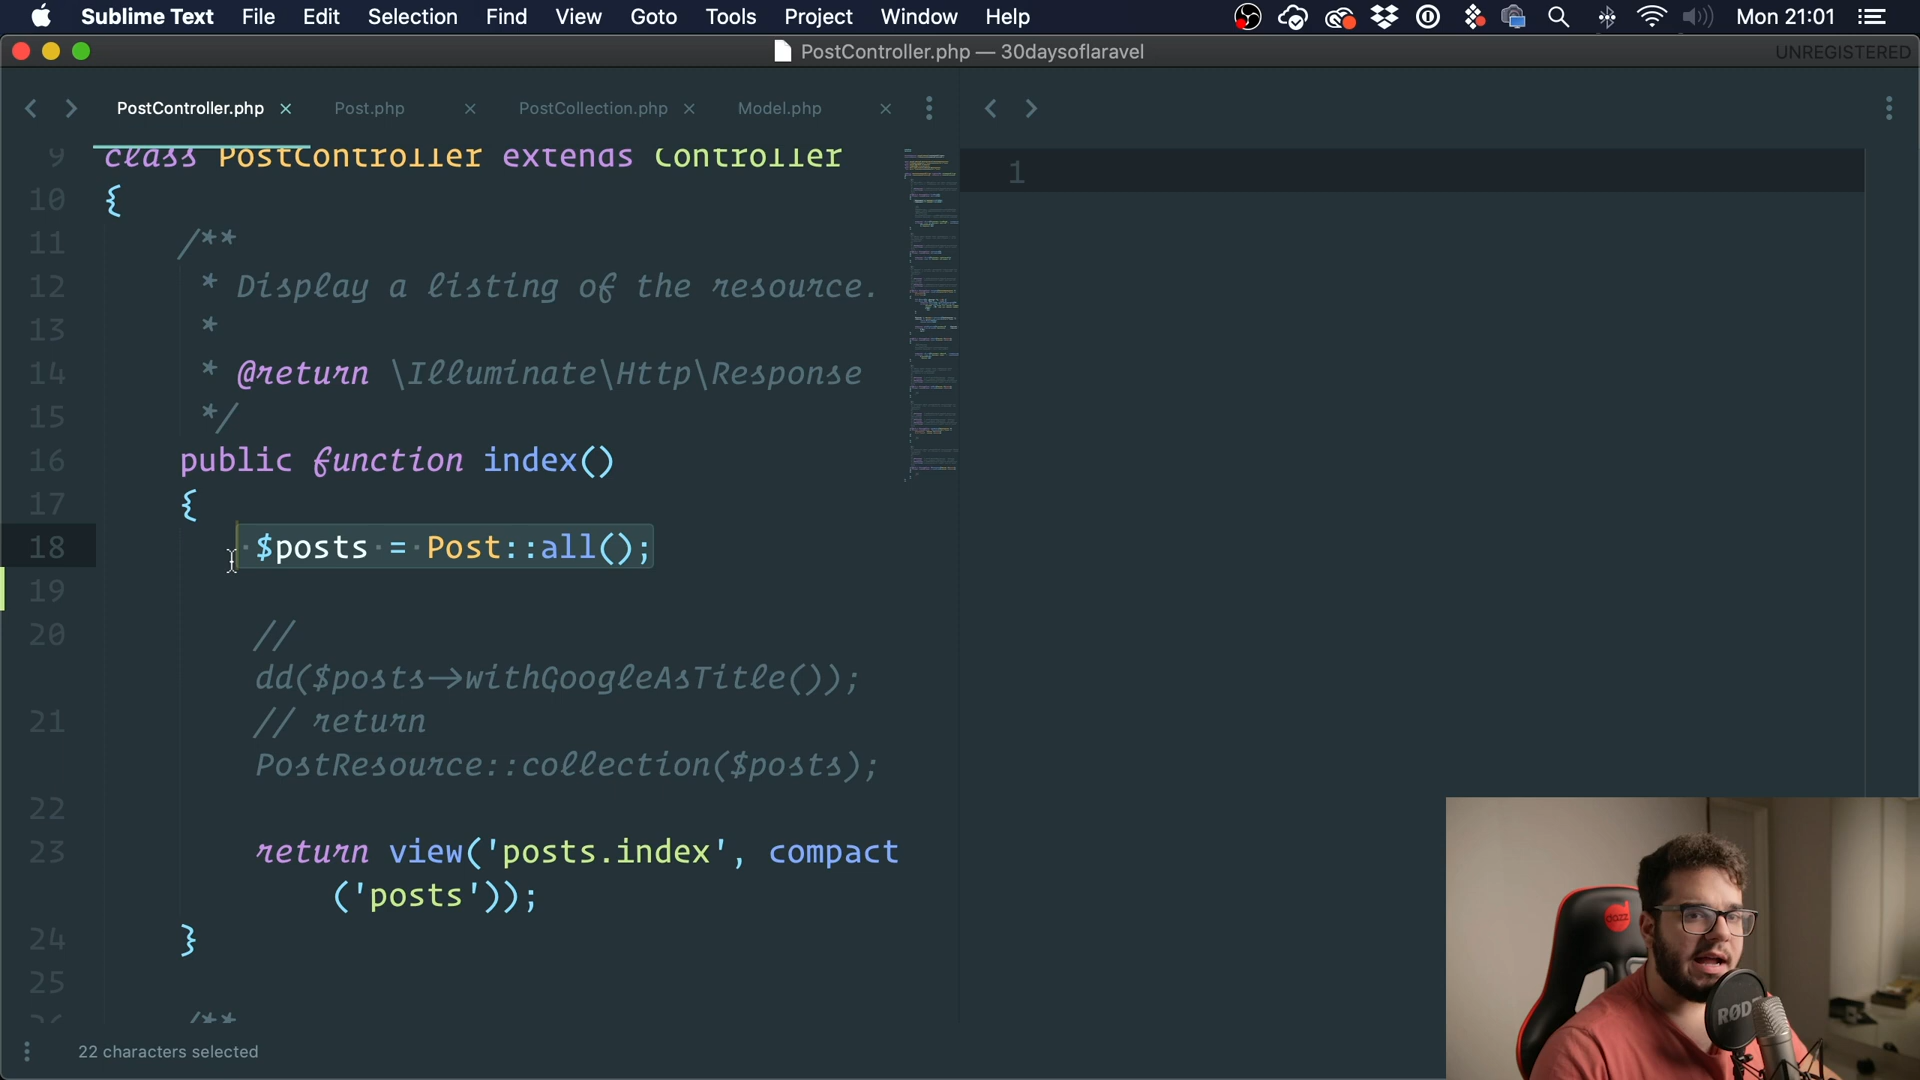 Sublime Text File Edit Selection Find View Goto Tools Project Window Help Mon 21:01
PostController.php — 30daysoflaravel UNREGISTERED
PostController.php Post.php PostCollection.php Model.php
9 class PostController extends Controller
10 {
11 /**
12 * Display a listing of the resource.
13 *
14 * @return \Illuminate\Http\Response
15 */
16 public function index()
17 {
18 $posts = Post::all();
19
20 //
dd($posts->withGoogleAsTitle());
21 // return
PostResource::collection($posts);
22
23 return view('posts.index', compact
('posts'));
24 }
25
26 /**
1
22 characters selected
dazz
RØD